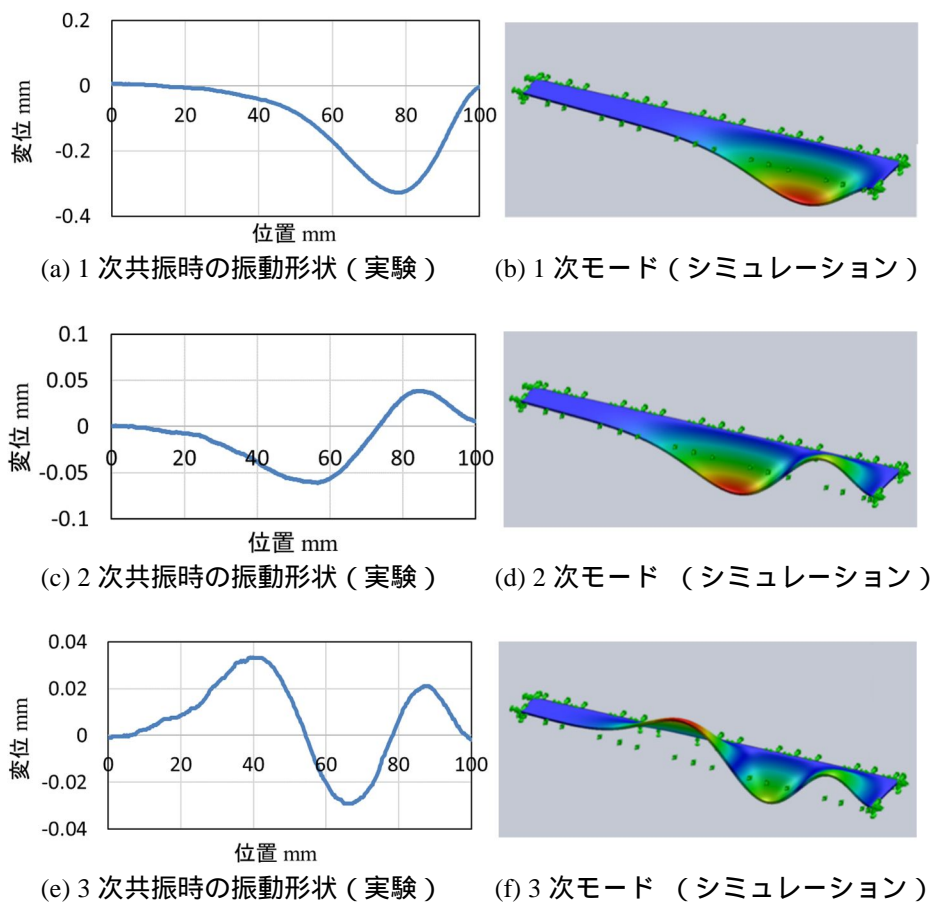 0.2
0
-0.2
-0.4
0 20 40 60 80 100
変位 mm
位置 mm
(a) 1 次共振時の振動形状（実験）
(b) 1 次モード（シミュレーション）
0.1
0.05
0
-0.05
-0.1
0 20 40 60 80 100
変位 mm
位置 mm
(c) 2 次共振時の振動形状（実験）
(d) 2 次モード （シミュレーション）
0.04
0.02
0
-0.02
-0.04
0 20 40 60 80 100
変位 mm
位置 mm
(e) 3 次共振時の振動形状（実験）
(f) 3 次モード （シミュレーション）